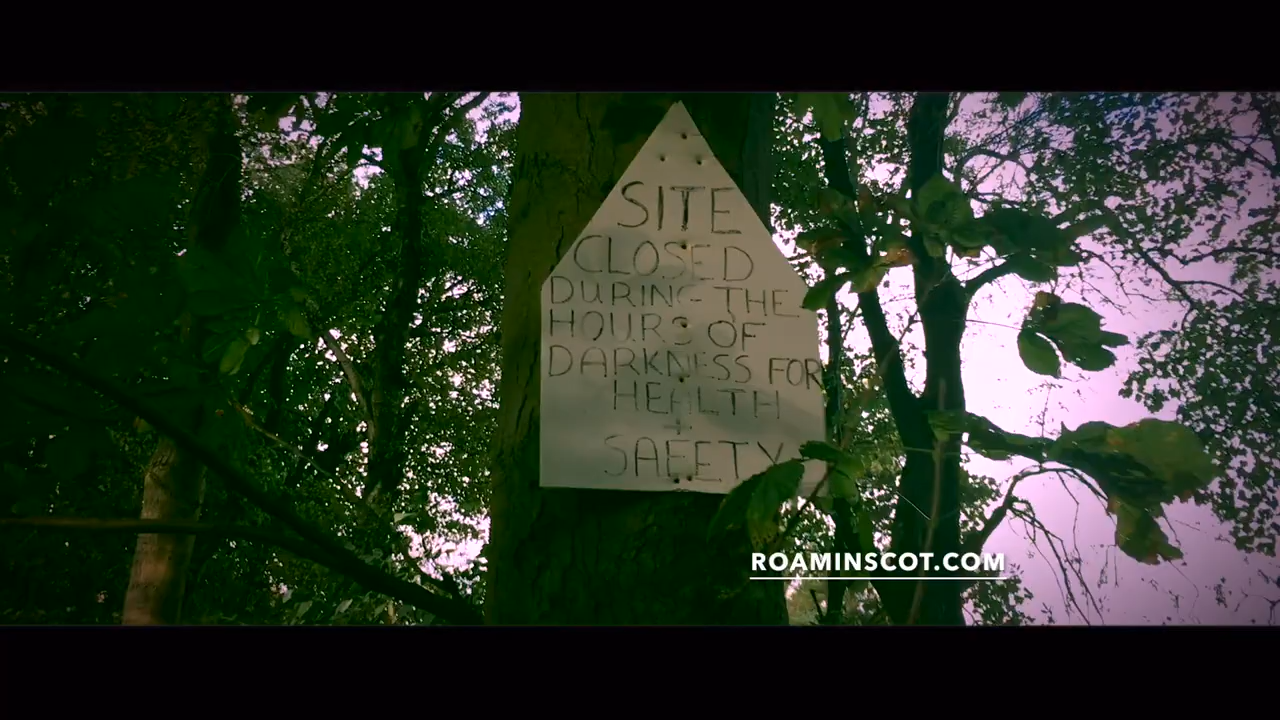 SITE
CLOSED
DURING THE
HOURS OF
DARKNESS FOR
HEALTH
+
SAFETY
ROAMINSCOT.COM